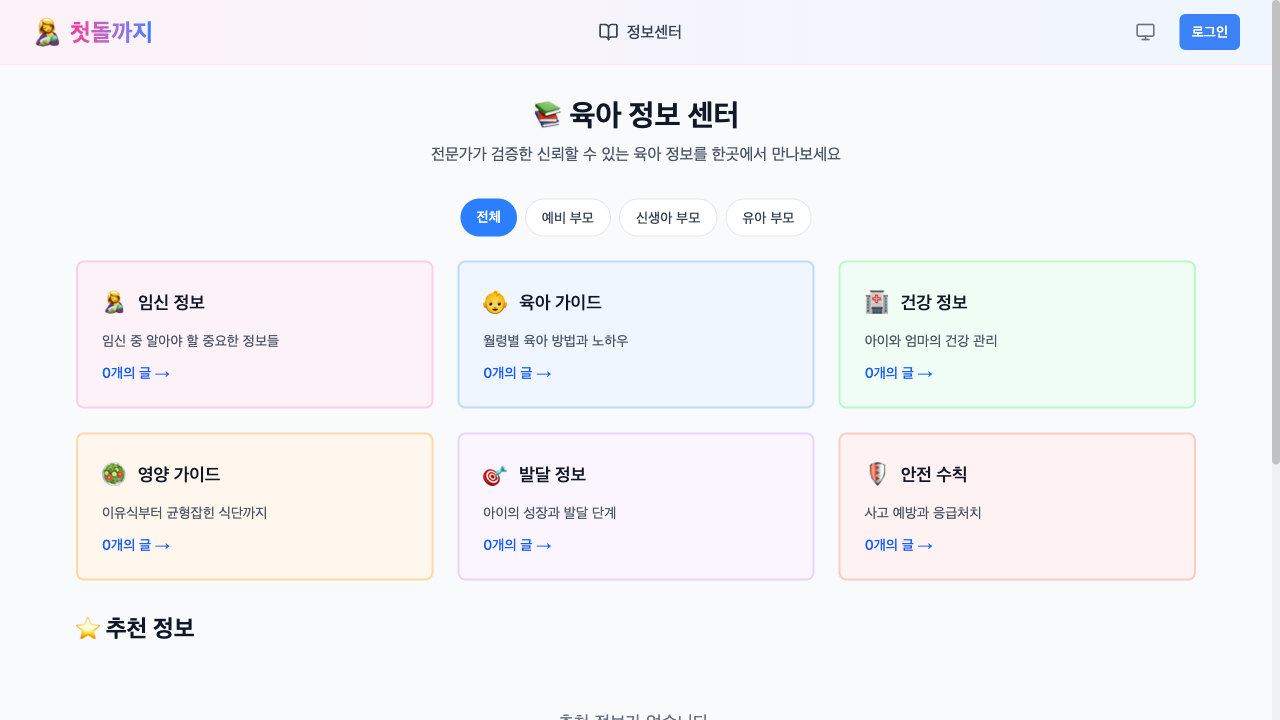 첫돌까지
정보센터
로그인
육아 정보 센터
전문가가 검증한 신뢰할 수 있는 육아 정보를 한곳에서 만나보세요
전체
예비 부모
신생아 부모
유아 부모
임신 정보
임신 중 알아야 할 중요한 정보들
0개의 글 →
육아 가이드
월령별 육아 방법과 노하우
0개의 글 →
건강 정보
아이와 엄마의 건강 관리
0개의 글 →
영양 가이드
이유식부터 균형잡힌 식단까지
0개의 글 →
발달 정보
아이의 성장과 발달 단계
0개의 글 →
안전 수칙
사고 예방과 응급처치
0개의 글 →
추천 정보